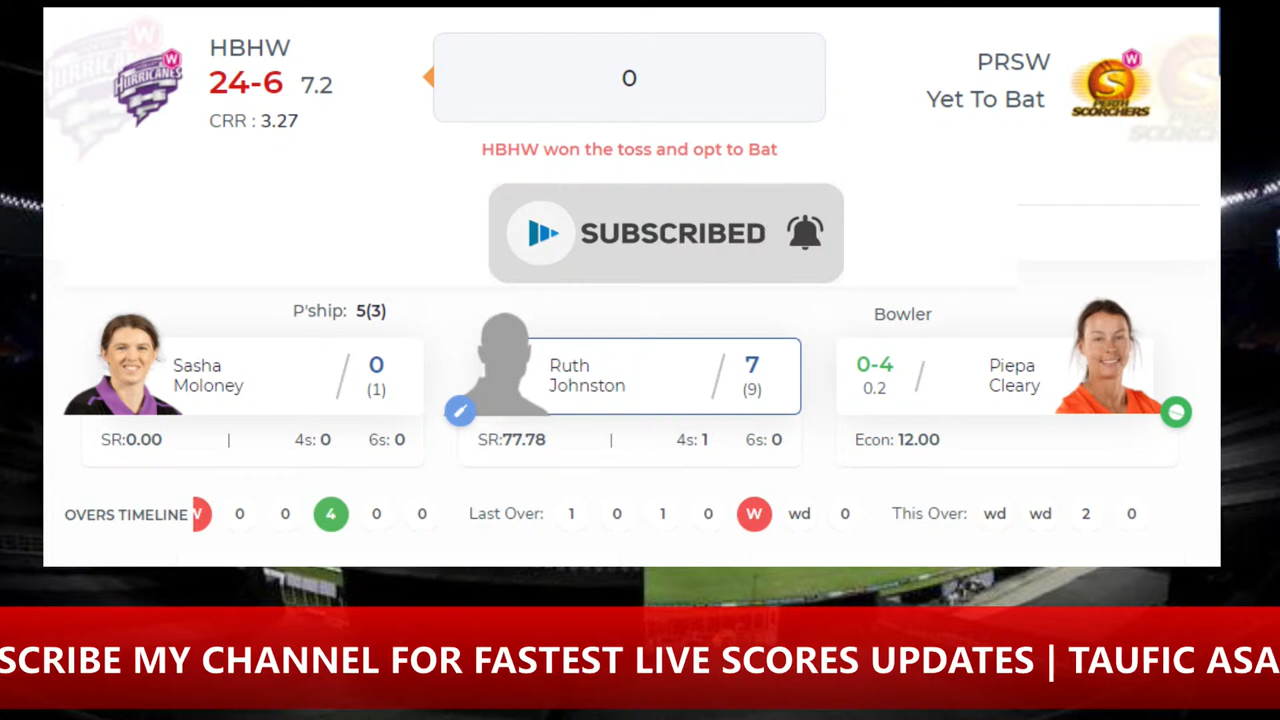 HBHW
24-6 7.2
CRR : 3.27
0
HBHW won the toss and opt to Bat
PRSW
Yet To Bat
HURRICANES
W
W
PERTH
SCORCHERS
SUBSCRIBED
P'ship: 5(3)
Bowler
Sasha
Moloney
0
(1)
SR:0.00 | 4s: 0 6s: 0
Ruth
Johnston
7
(9)
SR:77.78 | 4s: 1 6s: 0
0-4
0.2
Piepa
Cleary
Econ: 12.00
OVERS TIMELINE W 0 0 4 0 0 Last Over: 1 0 1 0 W wd 0 This Over: wd wd 2 0
SCRIBE MY CHANNEL FOR FASTEST LIVE SCORES UPDATES | TAUFIC ASA